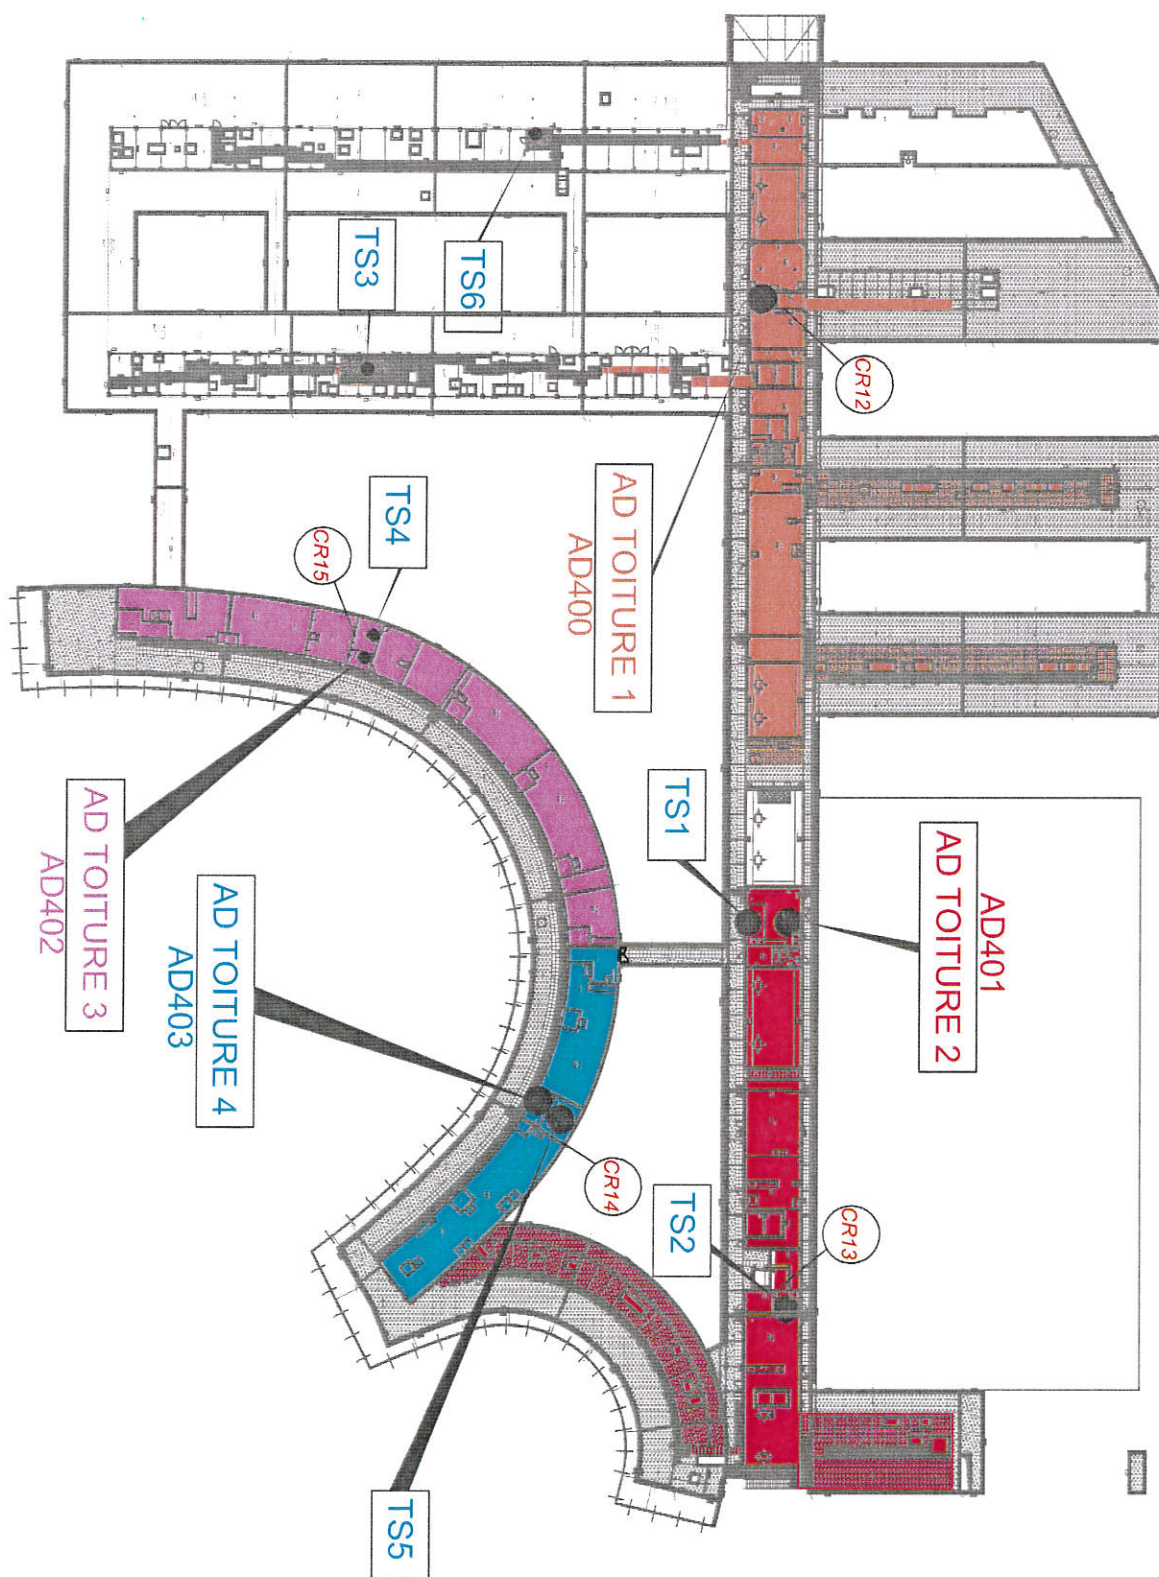 TS3
TS6
CR12
AD TOITURE 1
AD400
TS4
CR15
TS1
AD401
AD TOITURE 2
AD TOITURE 3
AD402
AD TOITURE 4
AD403
CR14
TS2
CR13
TS5